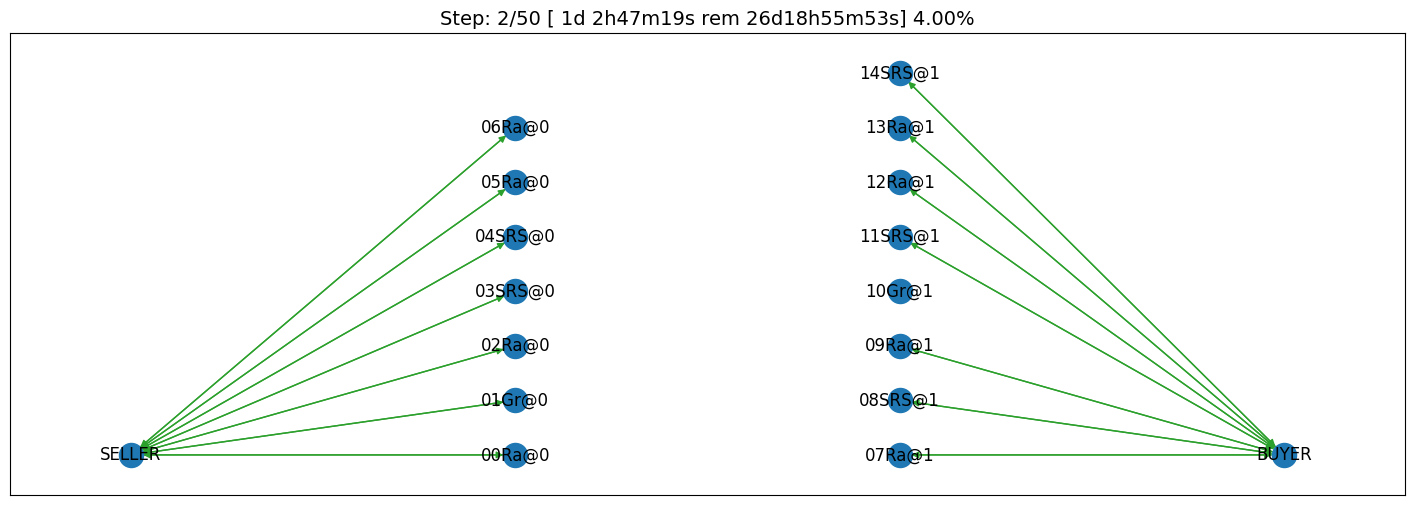 Step: 2/50 [ 1d 2h47m19s rem 26d18h55m53s] 4.00%
14SRS@1
06Ra@0
13Ra@1
05Ra@0
12Ra@1
04SRS@0
11SRS@1
03SRS@0
10Gr@1
02Ra@0
09Ra@1
01Gr@0
08SRS@1
SELLER
00Ra@0
07Ra@1
BUYER